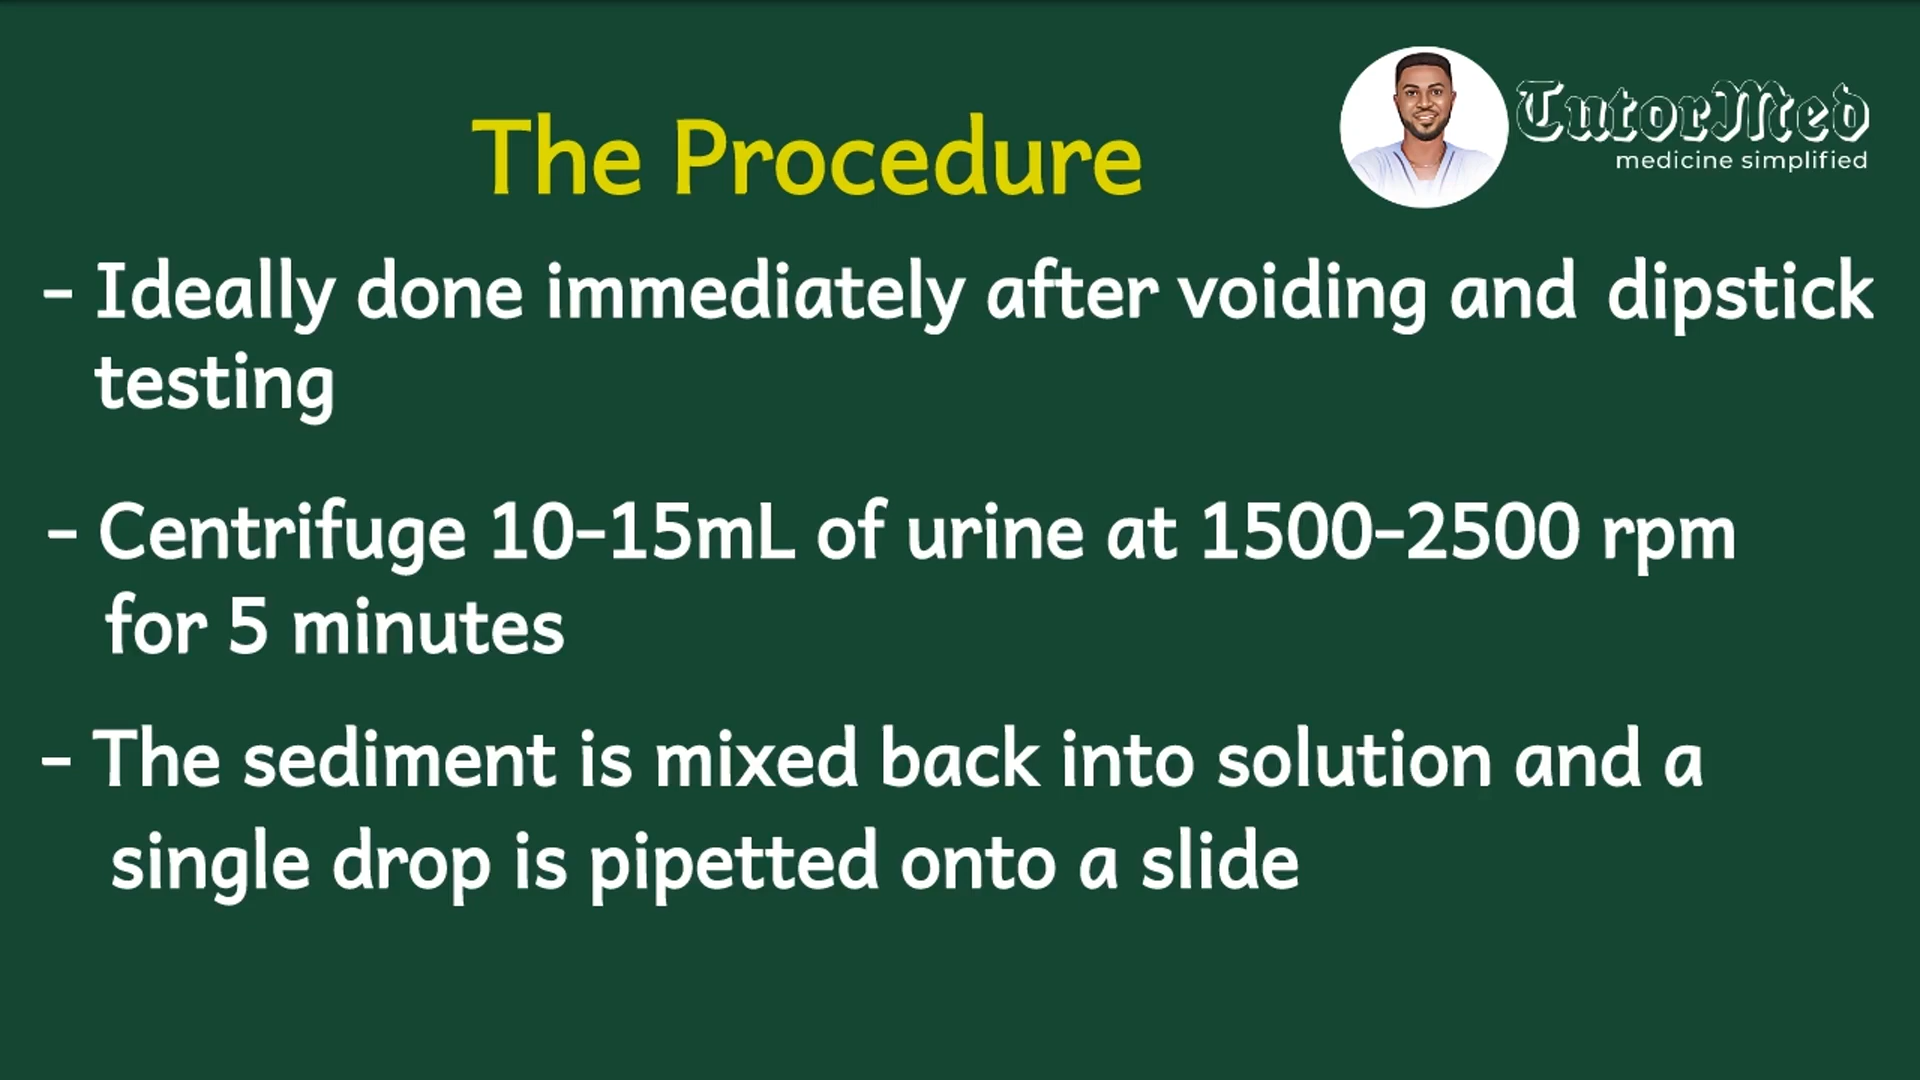 TutorMed
medicine simplified
The Procedure
- Ideally done immediately after voiding and dipstick
testing
- Centrifuge 10-15mL of urine at 1500-2500 rpm
for 5 minutes
- The sediment is mixed back into solution and a
single drop is pipetted onto a slide